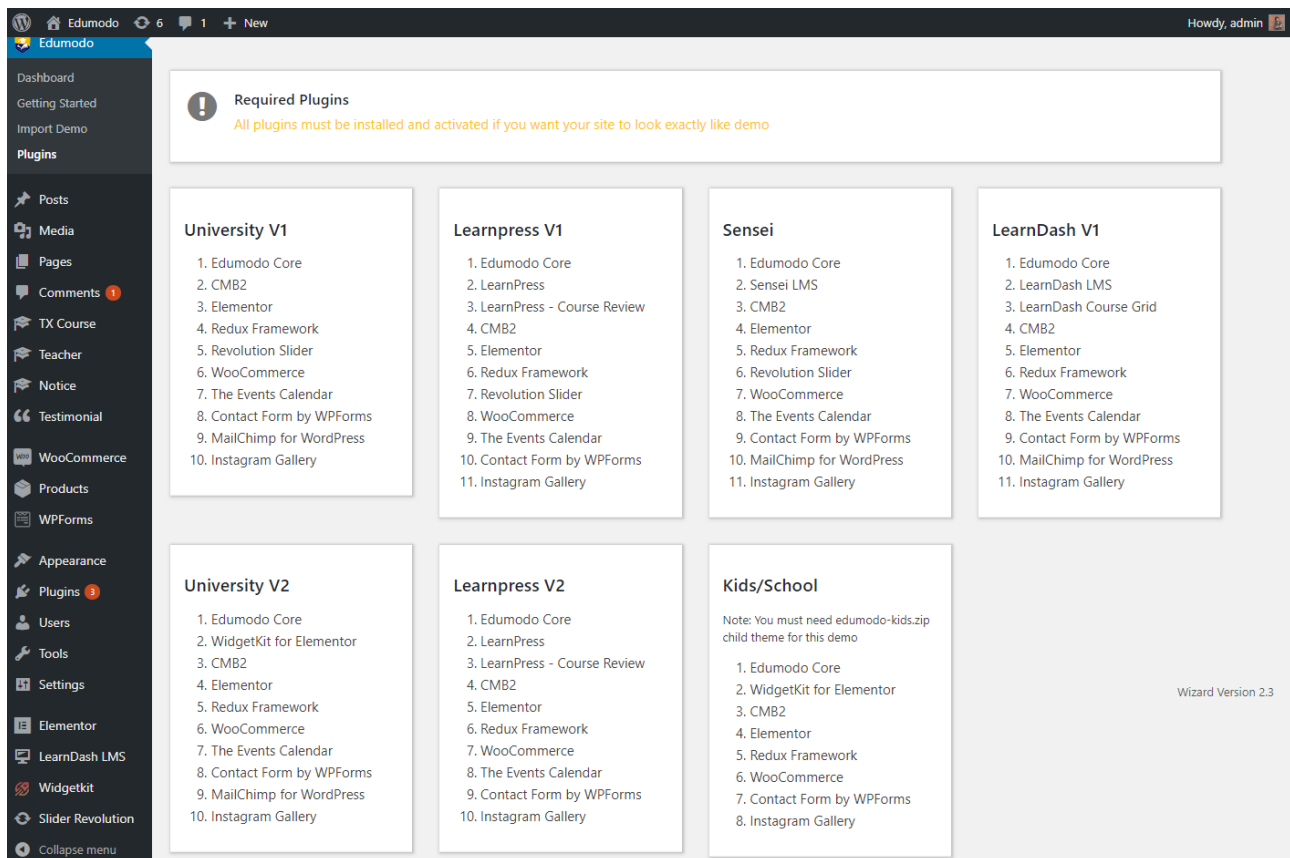 Edumodo 6 1 New
Howdy, admin
Edumodo
Dashboard
Getting Started
Import Demo
Plugins
Posts
Media
Pages
Comments 1
TX Course
Teacher
Notice
Testimonial
WooCommerce
Products
WPForms
Appearance
Plugins 3
Users
Tools
Settings
Elementor
LearnDash LMS
Widgetkit
Slider Revolution
Collapse menu
Required Plugins
All plugins must be installed and activated if you want your site to look exactly like demo
University V1
1. Edumodo Core
2. CMB2
3. Elementor
4. Redux Framework
5. Revolution Slider
6. WooCommerce
7. The Events Calendar
8. Contact Form by WPForms
9. MailChimp for WordPress
10. Instagram Gallery
Learnpress V1
1. Edumodo Core
2. LearnPress
3. LearnPress - Course Review
4. CMB2
5. Elementor
6. Redux Framework
7. Revolution Slider
8. WooCommerce
9. The Events Calendar
10. Contact Form by WPForms
11. Instagram Gallery
Sensei
1. Edumodo Core
2. Sensei LMS
3. CMB2
4. Elementor
5. Redux Framework
6. Revolution Slider
7. WooCommerce
8. The Events Calendar
9. Contact Form by WPForms
10. MailChimp for WordPress
11. Instagram Gallery
LearnDash V1
1. Edumodo Core
2. LearnDash LMS
3. LearnDash Course Grid
4. CMB2
5. Elementor
6. Redux Framework
7. WooCommerce
8. The Events Calendar
9. Contact Form by WPForms
10. MailChimp for WordPress
11. Instagram Gallery
University V2
1. Edumodo Core
2. WidgetKit for Elementor
3. CMB2
4. Elementor
5. Redux Framework
6. WooCommerce
7. The Events Calendar
8. Contact Form by WPForms
9. MailChimp for WordPress
10. Instagram Gallery
Learnpress V2
1. Edumodo Core
2. LearnPress
3. LearnPress - Course Review
4. CMB2
5. Elementor
6. Redux Framework
7. WooCommerce
8. The Events Calendar
9. Contact Form by WPForms
10. Instagram Gallery
Kids/School
Note: You must need edumodo-kids.zip
child theme for this demo
1. Edumodo Core
2. WidgetKit for Elementor
3. CMB2
4. Elementor
5. Redux Framework
6. WooCommerce
7. Contact Form by WPForms
8. Instagram Gallery
Wizard Version 2.3